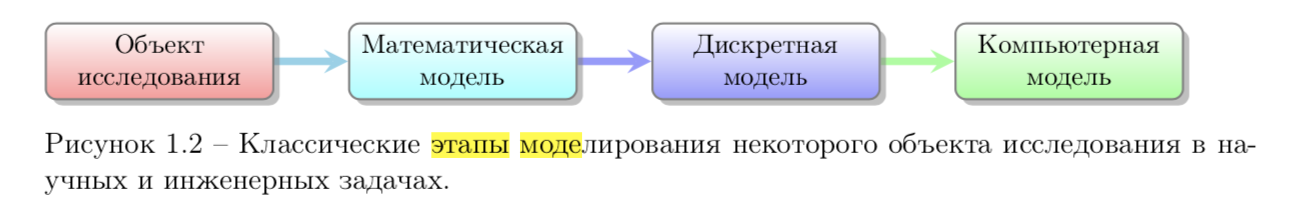 Объект
исследования
Математическая
модель
Дискретная
модель
Компьютерная
модель
Рисунок 1.2 – Классические этапы моделирования некоторого объекта исследования в на-
учных и инженерных задачах.